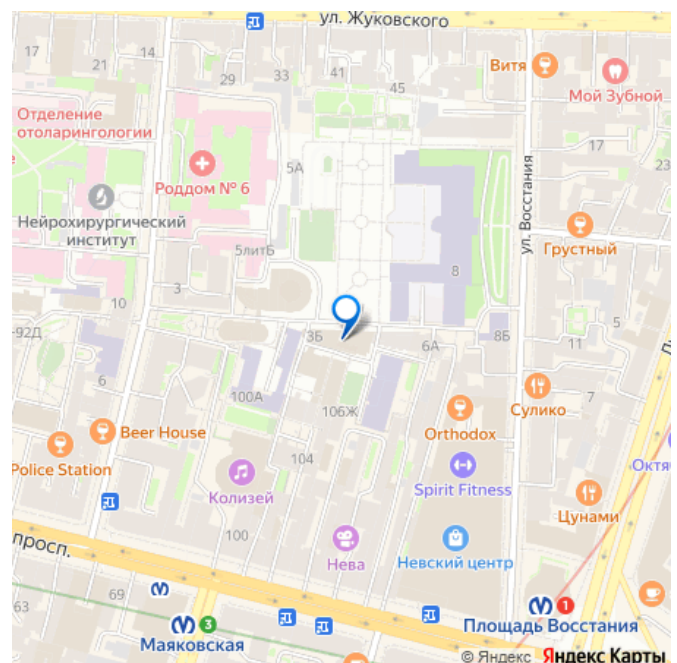 ул. Жуковского
17
21
14
29
33
41
45
Витя
Мой Зубной
Отделение
отоларингологии
е
Роддом № 6
5А
17
23
ул. Восстания
Нейрохирургический
институт
Грустный
5литБ
8
3
10
-92Д
3Б
6А
8Б
5
11
6
100А
106Ж
Сулико
7
Beer House
Orthodox
Police Station
104
Колизей
Spirit Fitness
Октя
Цунами
100
просп.
Нева
Невский центр
69
63
3
Маяковская
1
Площадь Восстания
© Яндекс Яндекс Карты